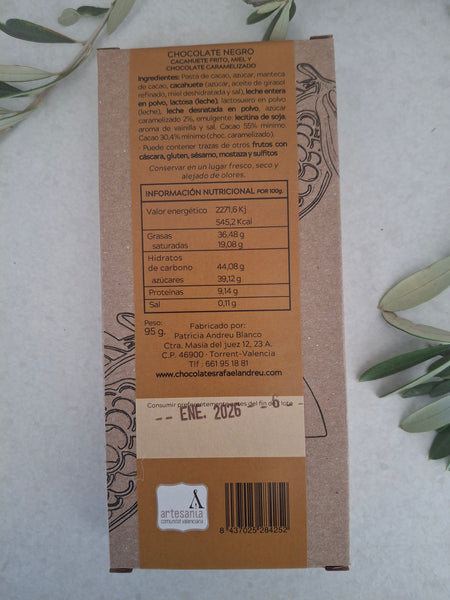 CHOCOLATE NEGRO
CACAHUETE FRITO, MIEL Y
CHOCOLATE CARAMELIZADO
Ingredientes: Pasta de cacao, azúcar, manteca
de cacao, cacahuete (azúcar, aceite de girasol
refinado, miel deshidratada y sal), leche entera
en polvo, lactosa (leche), lactosuero en polvo
(leche), leche desnatada en polvo, azúcar
caramelizado 2%, emulgente: lecitina de soja,
aroma de vainilla y sal. Cacao 55% mínimo.
Cacao 30,4% mínimo (choc. caramelizado).
Puede contener trazas de otros frutos con
cáscara, gluten, sésamo, mostaza y sulfitos
Conservar en un lugar fresco, seco y
alejado de olores.
INFORMACIÓN NUTRICIONAL POR 100g.
Valor energético 2271,6 Kj
545,2 Kcal
Grasas 36,48 g
saturadas 19,08 g
Hidratos
de carbono 44,08 g
azúcares 39,12 g
Proteínas 9,14 g
Sal 0,11 g
Peso:
95 g.
Fabricado por:
Patricia Andreu Blanco
Ctra. Masía del juez 12, 23 A.
C.P. 46900 · Torrent-Valencia
Tlf : 661 95 18 81
www.chocolatesrafaelandreu.com
Consumir preferentemente antes del fin de: Lote
-- ENE. 2026 - - 6 -
artesania
comunitat valenciana
8 437025 284252